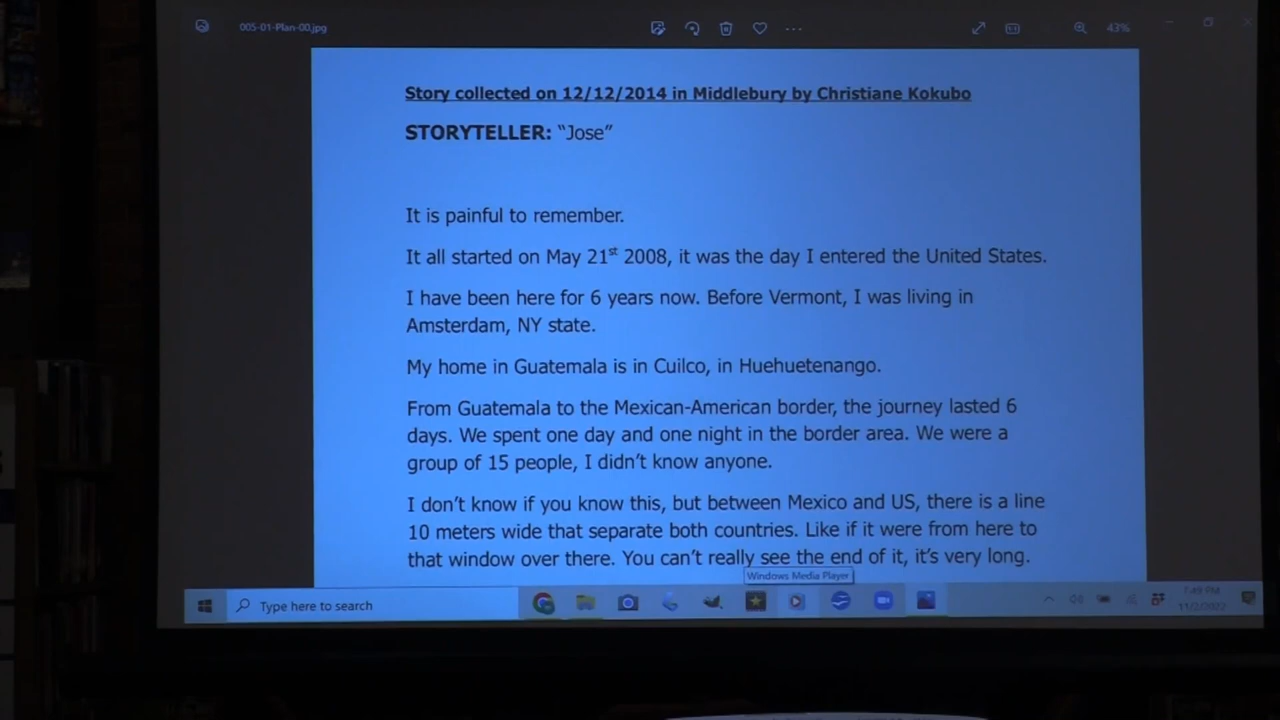 005-01-Plan-00.jpg
43%
Story collected on 12/12/2014 in Middlebury by Christiane Kokubo
STORYTELLER: “Jose”
It is painful to remember.
It all started on May 21st 2008, it was the day I entered the United States.
I have been here for 6 years now. Before Vermont, I was living in
Amsterdam, NY state.
My home in Guatemala is in Cuilco, in Huehuetenango.
From Guatemala to the Mexican-American border, the journey lasted 6
days. We spent one day and one night in the border area. We were a
group of 15 people, I didn’t know anyone.
I don’t know if you know this, but between Mexico and US, there is a line
10 meters wide that separate both countries. Like if it were from here to
that window over there. You can’t really see the end of it, it’s very long.
Windows Media Player
Type here to search
7:49 PM
11/2/2022